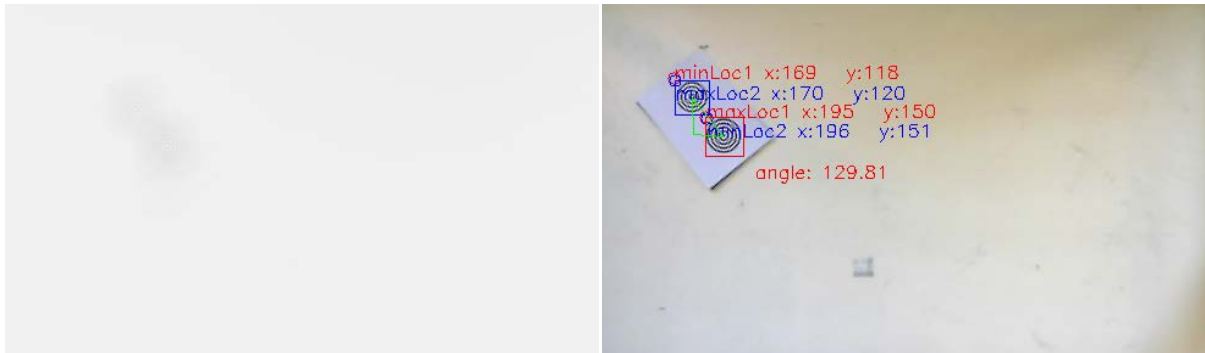 minLoc1 x:169 y:118
maxLoc2 x:170 y:120
maxLoc1 x:195 y:150
minLoc2 x:196 y:151
angle: 129.81